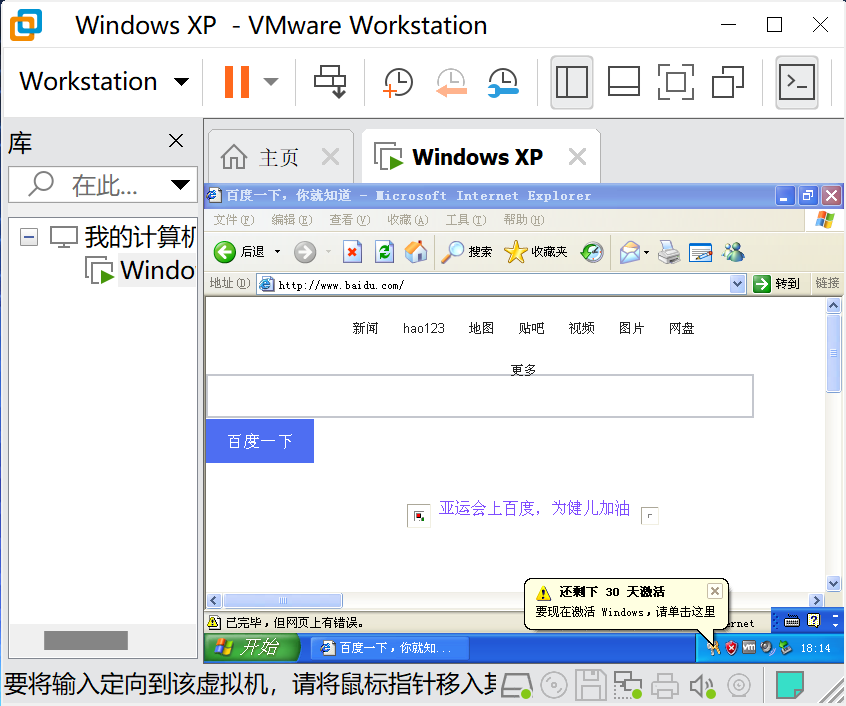 Windows XP - VMware Workstation
Workstation
库
主页
Windows XP
在此...
我的计算机
Windo
百度一下，你就知道 - Microsoft Internet Explorer
文件(F) 编辑(E) 查看(V) 收藏(A) 工具(T) 帮助(H)
后退 搜索 收藏夹
地址(D) http://www.baidu.com/ 转到 链接
新闻 hao123 地图 贴吧 视频 图片 网盘
更多
百度一下
亚运会上百度，为健儿加油
还剩下 30 天激活
要现在激活 Windows，请单击这里
已完毕，但网页上有错误。 ernet
开始 百度一下，你就知... 18:14
要将输入定向到该虚拟机，请将鼠标指针移入其